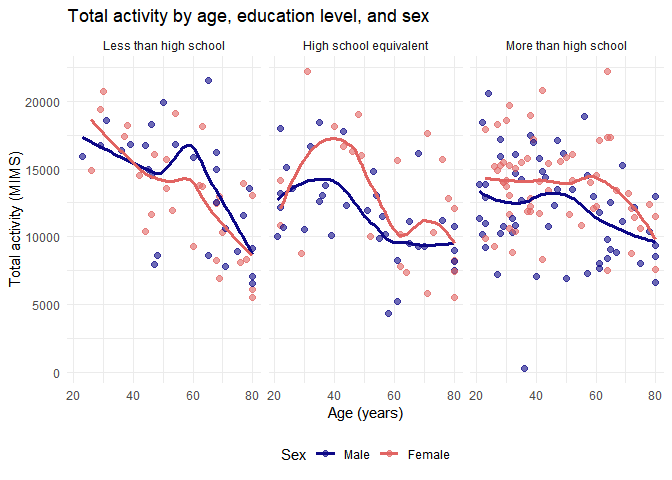 Total activity by age, education level, and sex
Less than high school
High school equivalent
More than high school
Total activity (MIMS)
20000
15000
10000
5000
0
20 40 60 80
20 40 60 80
20 40 60 80
Age (years)
Sex Male Female